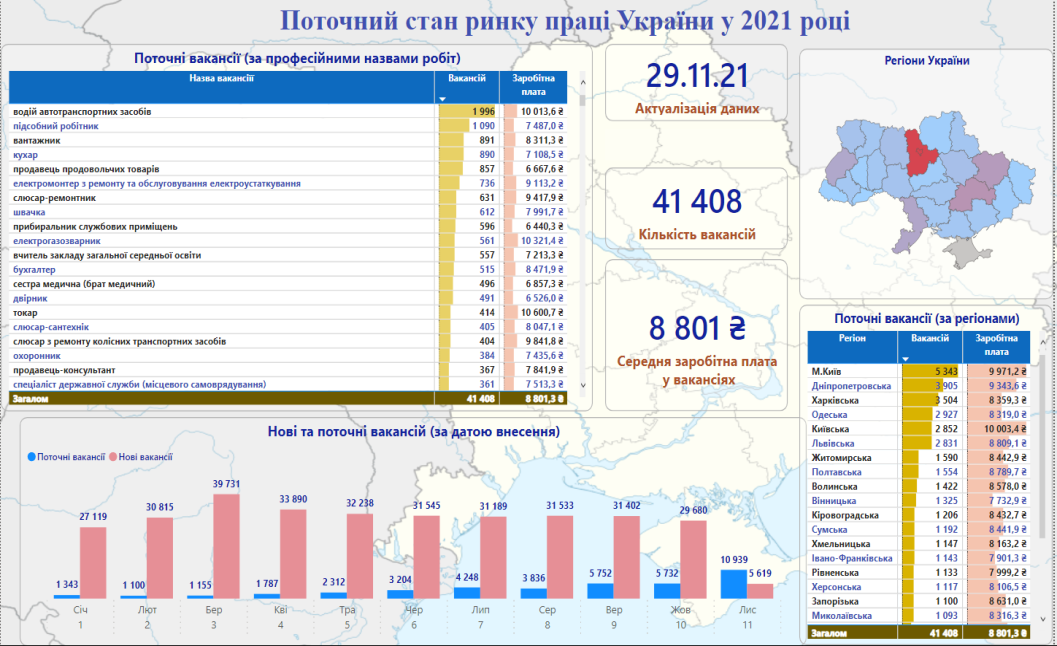 Поточний стан ринку праці України у 2021 році
Поточні вакансії (за професійними назвами робіт)
Назва вакансії Вакансій Заробітна плата
водій автотранспортних засобів 1 996 10 013,6 ₴
підсобний робітник 1 090 7 487,0 ₴
вантажник 891 8 311,3 ₴
кухар 890 7 108,5 ₴
продавець продовольчих товарів 857 6 667,6 ₴
електромонтер з ремонту та обслуговування електроустаткування 736 9 113,2 ₴
слюсар-ремонтник 631 9 417,9 ₴
швачка 612 7 991,7 ₴
прибиральник службових приміщень 596 6 440,3 ₴
електрогазозварник 561 10 321,4 ₴
вчитель закладу загальної середньої освіти 557 7 213,3 ₴
бухгалтер 515 8 471,9 ₴
сестра медична (брат медичний) 496 6 857,3 ₴
двірник 491 6 526,0 ₴
токар 414 10 600,7 ₴
слюсар-сантехнік 405 8 047,1 ₴
слюсар з ремонту колісних транспортних засобів 404 9 841,8 ₴
охоронник 384 7 435,6 ₴
продавець-консультант 367 7 841,9 ₴
спеціаліст державної служби (місцевого самоврядування) 361 7 513,3 ₴
Загалом 41 408 8 801,3 ₴
29.11.21
Актуалізація даних
41 408
Кількість вакансій
8 801 ₴
Середня заробітна плата
у вакансіях
Регіони України
Поточні вакансії (за регіонами)
Регіон Вакансій Заробітна плата
М.Київ 5 343 9 971,2 ₴
Дніпропетровська 3 905 9 343,6 ₴
Харківська 3 504 8 359,3 ₴
Одеська 2 927 8 319,0 ₴
Київська 2 852 10 003,4 ₴
Львівська 2 831 8 809,1 ₴
Житомирська 1 590 8 442,9 ₴
Полтавська 1 554 8 789,7 ₴
Волинська 1 422 8 578,0 ₴
Вінницька 1 325 7 732,9 ₴
Кіровоградська 1 206 8 432,7 ₴
Сумська 1 192 8 441,9 ₴
Хмельницька 1 147 8 163,2 ₴
Івано-Франківська 1 143 7 901,3 ₴
Рівненська 1 133 7 999,2 ₴
Херсонська 1 117 8 106,5 ₴
Запорізька 1 100 8 631,0 ₴
Миколаївська 1 093 8 316,3 ₴
Загалом 41 408 8 801,3 ₴
Нові та поточні вакансій (за датою внесення)
Поточні вакансії Нові вакансії
1 343 27 119 1 100 30 815 1 155 39 731 1 787 33 890 2 312 32 238 3 204 31 545 4 248 31 189 3 836 31 533 5 752 31 402 5 732 29 680 10 939 5 619
Січ Лют Бер Кві Тра Чер Лип Сер Вер Жов Лис
1 2 3 4 5 6 7 8 9 10 11